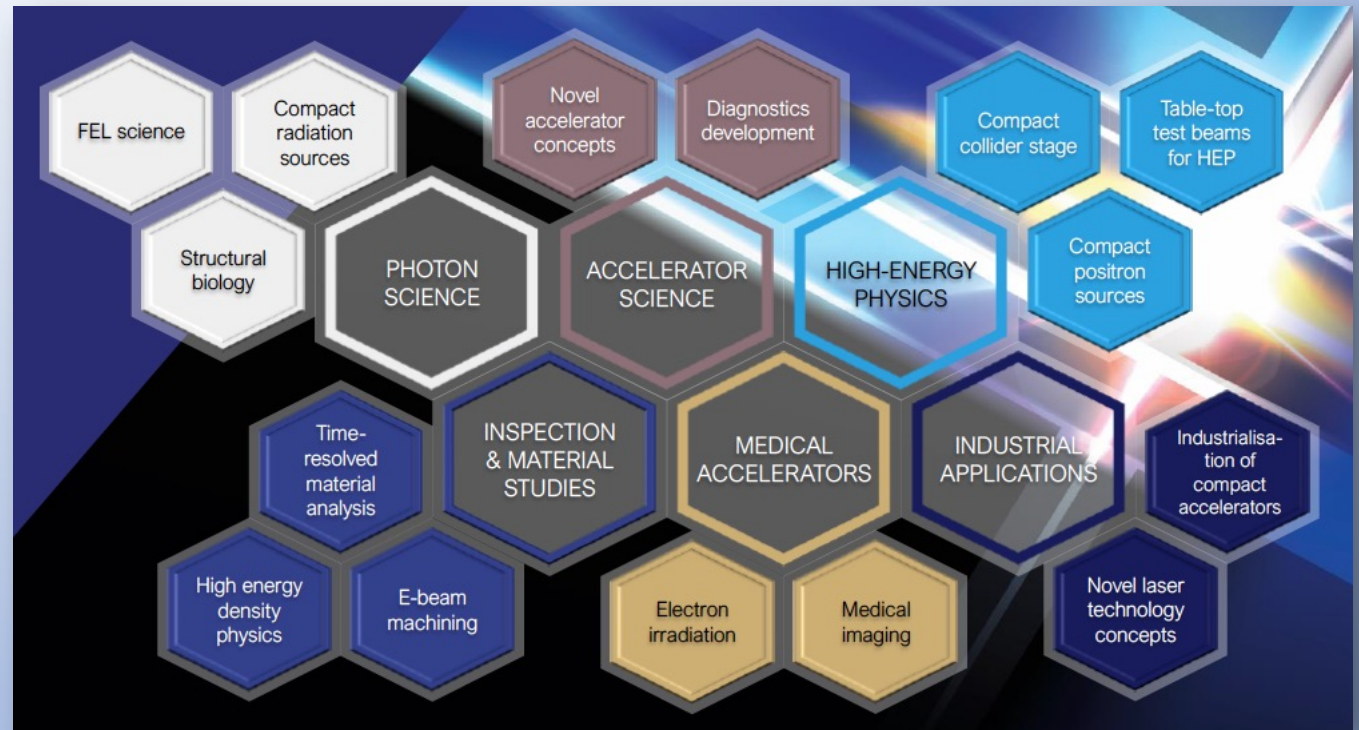 FEL science
Compact
radiation
sources
Structural
biology
Novel
accelerator
concepts
Diagnostics
development
Compact
collider stage
Table-top
test beams
for HEP
Compact
positron
sources
PHOTON
SCIENCE
ACCELERATOR
SCIENCE
HIGH-ENERGY
PHYSICS
INSPECTION
& MATERIAL
STUDIES
MEDICAL
ACCELERATORS
INDUSTRIAL
APPLICATIONS
Time-
resolved
material
analysis
High energy
density
physics
E-beam
machining
Electron
irradiation
Medical
imaging
Industrialisa-
tion of
compact
accelerators
Novel laser
technology
concepts